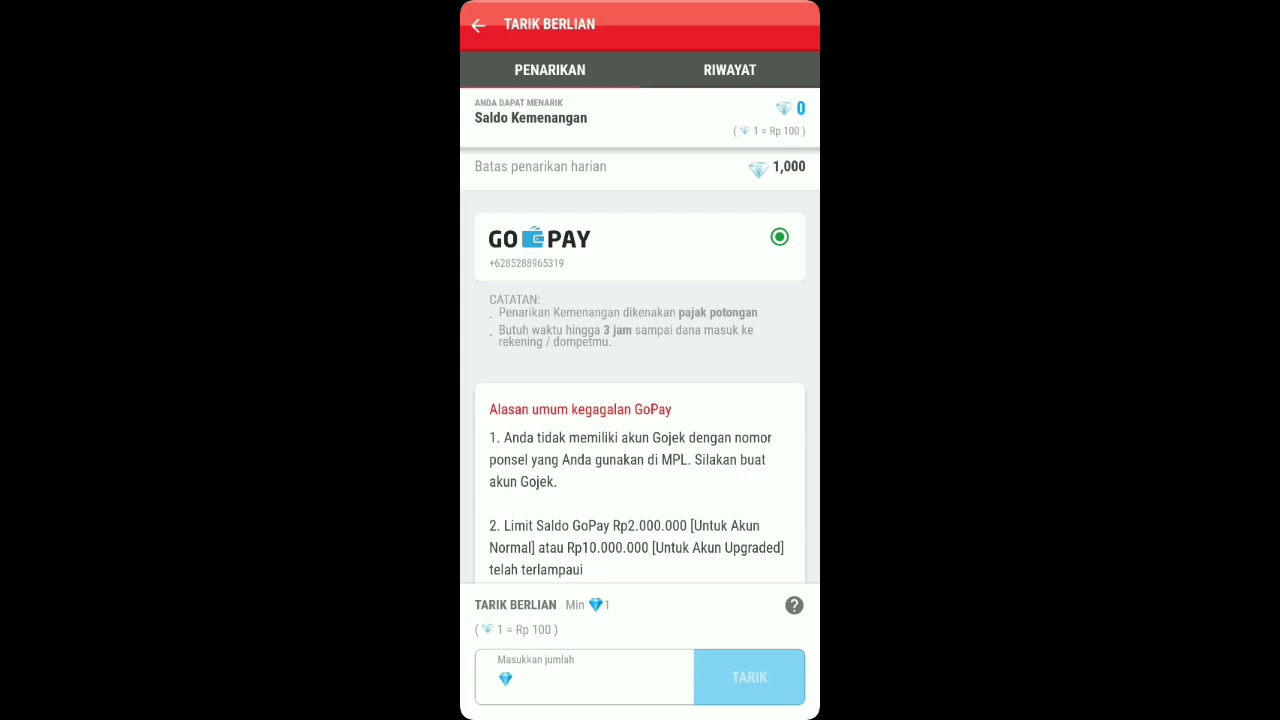 TARIK BERLIAN
PENARIKAN
RIWAYAT
ANDA DAPAT MENARIK
Saldo Kemenangan
0
( 1 = Rp 100 )
Batas penarikan harian
1,000
GO PAY
+6285288965319
CATATAN:
- Penarikan Kemenangan dikenakan pajak potongan
- Butuh waktu hingga 3 jam sampai dana masuk ke
rekening / dompetmu.
Alasan umum kegagalan GoPay
1. Anda tidak memiliki akun Gojek dengan nomor
ponsel yang Anda gunakan di MPL. Silakan buat
akun Gojek.
2. Limit Saldo GoPay Rp2.000.000 [Untuk Akun
Normal] atau Rp10.000.000 [Untuk Akun Upgraded]
telah terlampaui
TARIK BERLIAN Min 1
?
( 1 = Rp 100 )
Masukkan jumlah
TARIK